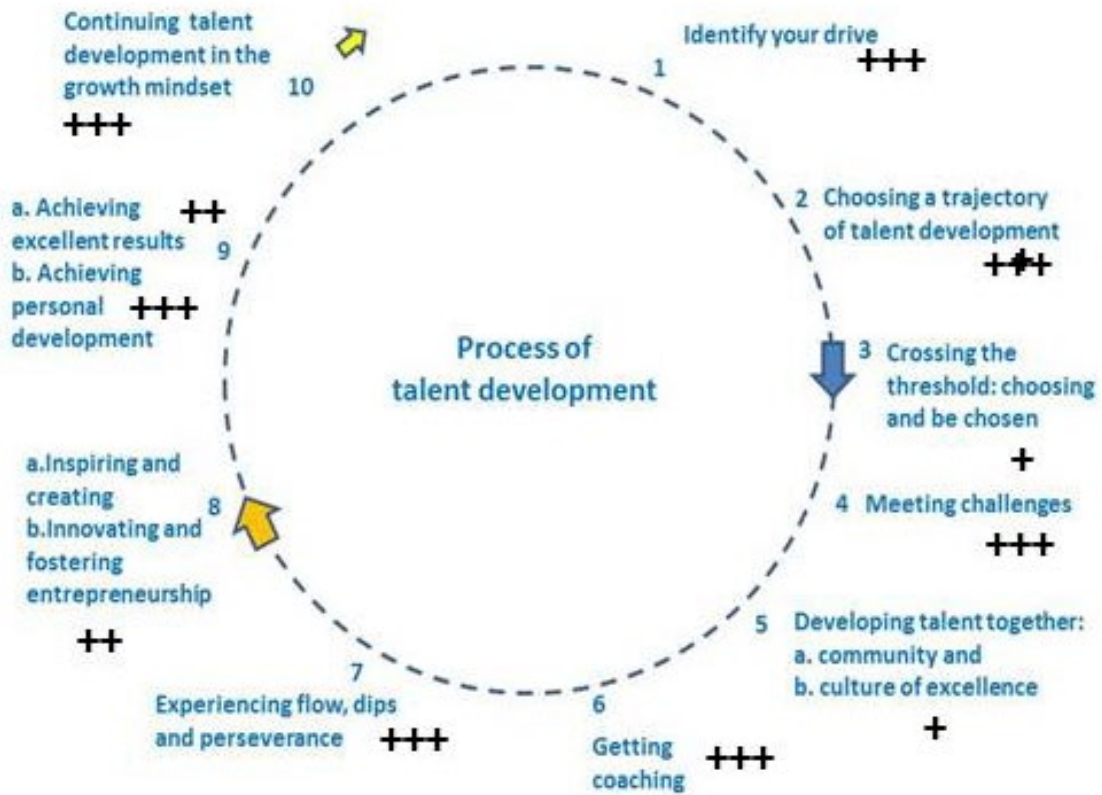 Continuing talent
development in the
growth mindset
10
+++
1
Identify your drive
+++
2
Choosing a trajectory
of talent development
+++
3
Crossing the
threshold: choosing
and be chosen
+
4
Meeting challenges
+++
5
Developing talent together:
a. community and
b. culture of excellence
+
6
Getting
coaching
+++
7
Experiencing flow, dips
and perseverance
+++
8
a.Inspiring and
creating
b.Innovating and
fostering
entrepreneurship
++
9
a. Achieving ++
excellent results
b. Achieving
personal +++
development
Process of
talent development